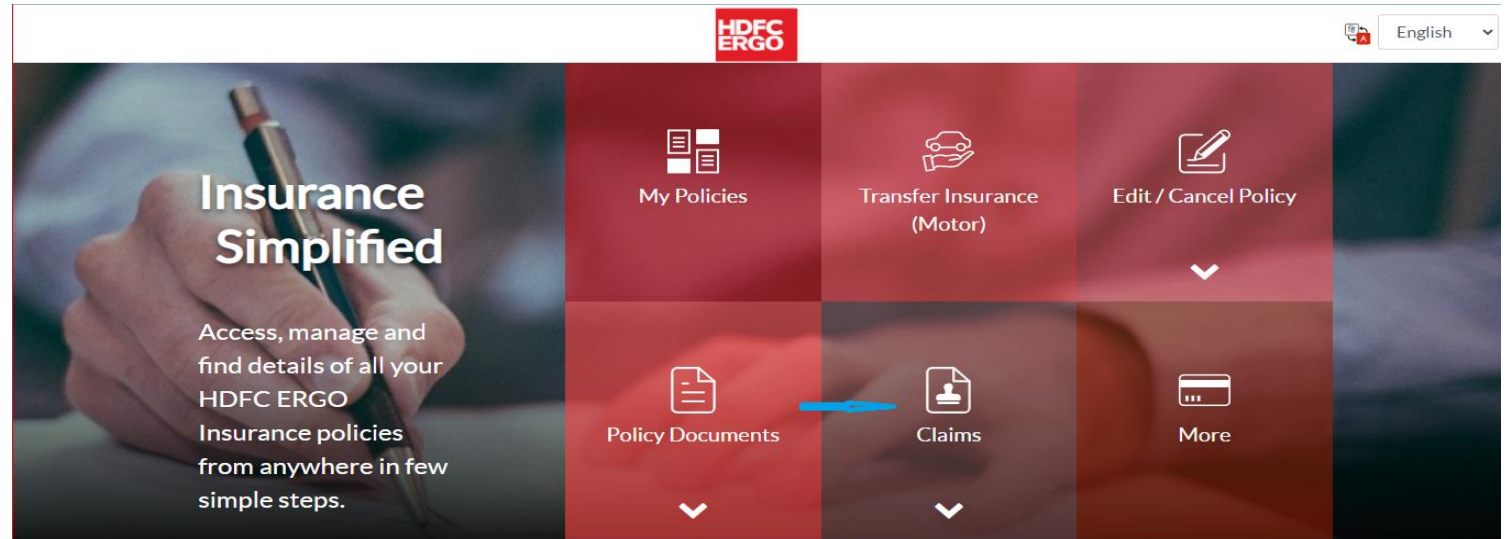 HDFC
ERGO
English
Insurance
Simplified
Access, manage and
find details of all your
HDFC ERGO
Insurance policies
from anywhere in few
simple steps.
My Policies
Transfer Insurance
(Motor)
Edit / Cancel Policy
Policy Documents
Claims
More